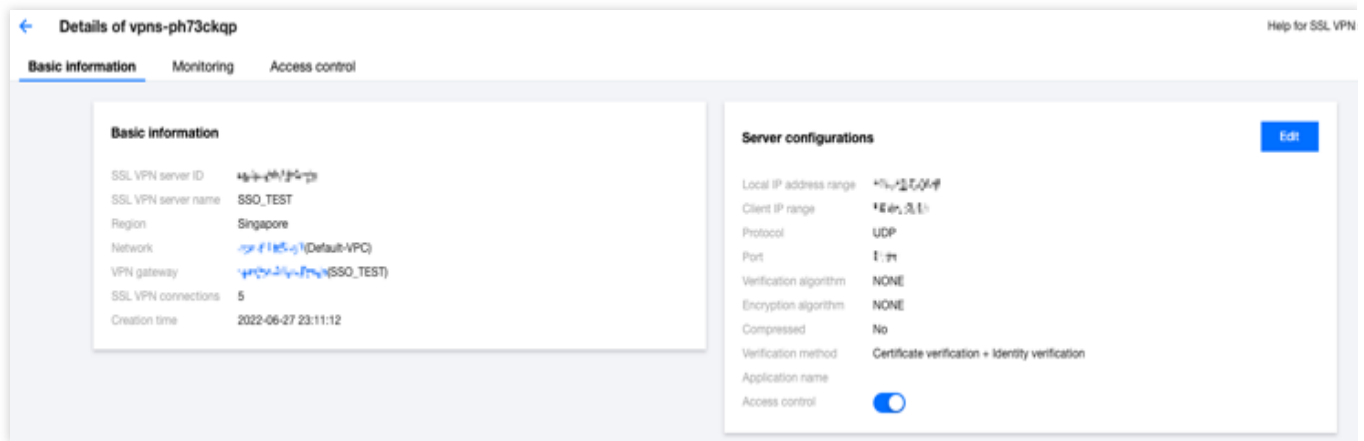 Details of vpns-ph73ckqp
Help for SSL VPN
Basic information
Monitoring
Access control
Basic information
SSL VPN server ID
SSL VPN server name SSO_TEST
Region Singapore
Network (Default-VPC)
VPN gateway (SSO_TEST)
SSL VPN connections 5
Creation time 2022-06-27 23:11:12
Server configurations
Edit
Local IP address range
Client IP range
Protocol UDP
Port
Verification algorithm NONE
Encryption algorithm NONE
Compressed No
Verification method Certificate verification + Identity verification
Application name
Access control